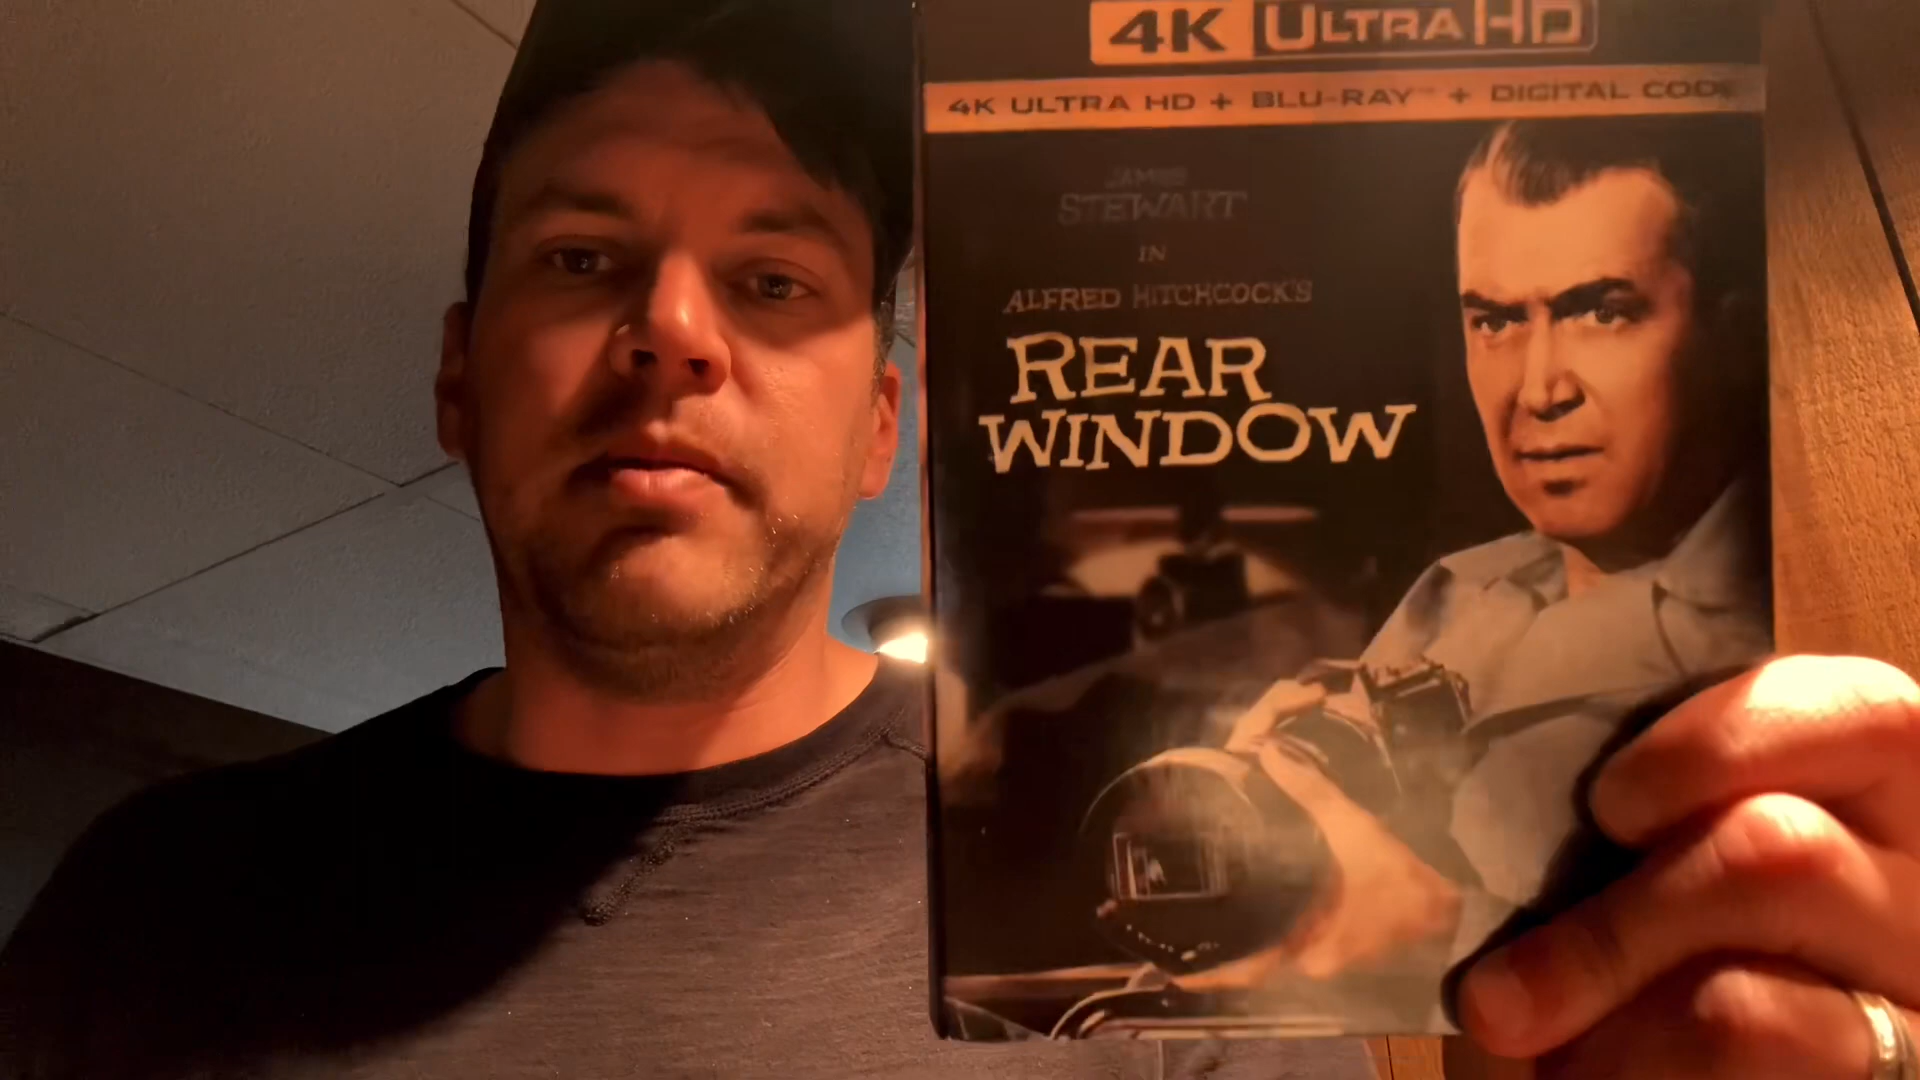 4K ULTRA HD
4K ULTRA HD + BLU-RAY™ + DIGITAL CODE
JAMES
STEWART
IN
ALFRED HITCHCOCK'S
REAR
WINDOW